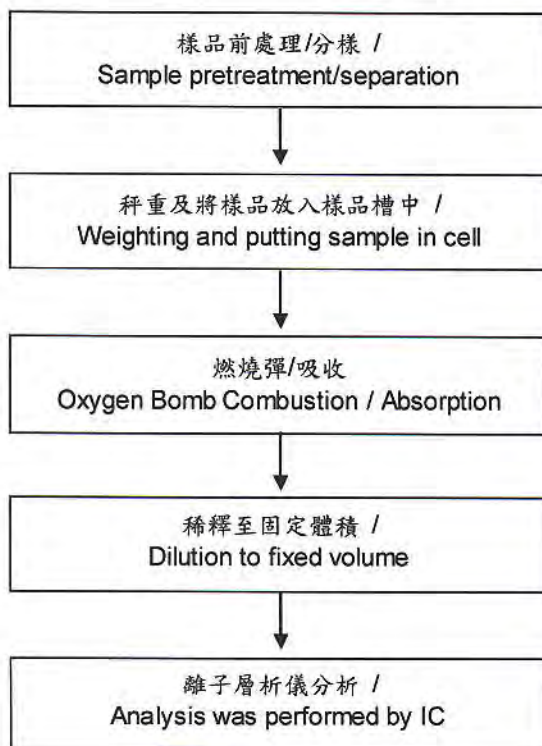 樣品前處理/分樣 /
Sample pretreatment/separation
秤重及將樣品放入樣品槽中 /
Weighting and putting sample in cell
燃燒彈/吸收
Oxygen Bomb Combustion / Absorption
稀釋至固定體積 /
Dilution to fixed volume
離子層析儀分析 /
Analysis was performed by IC